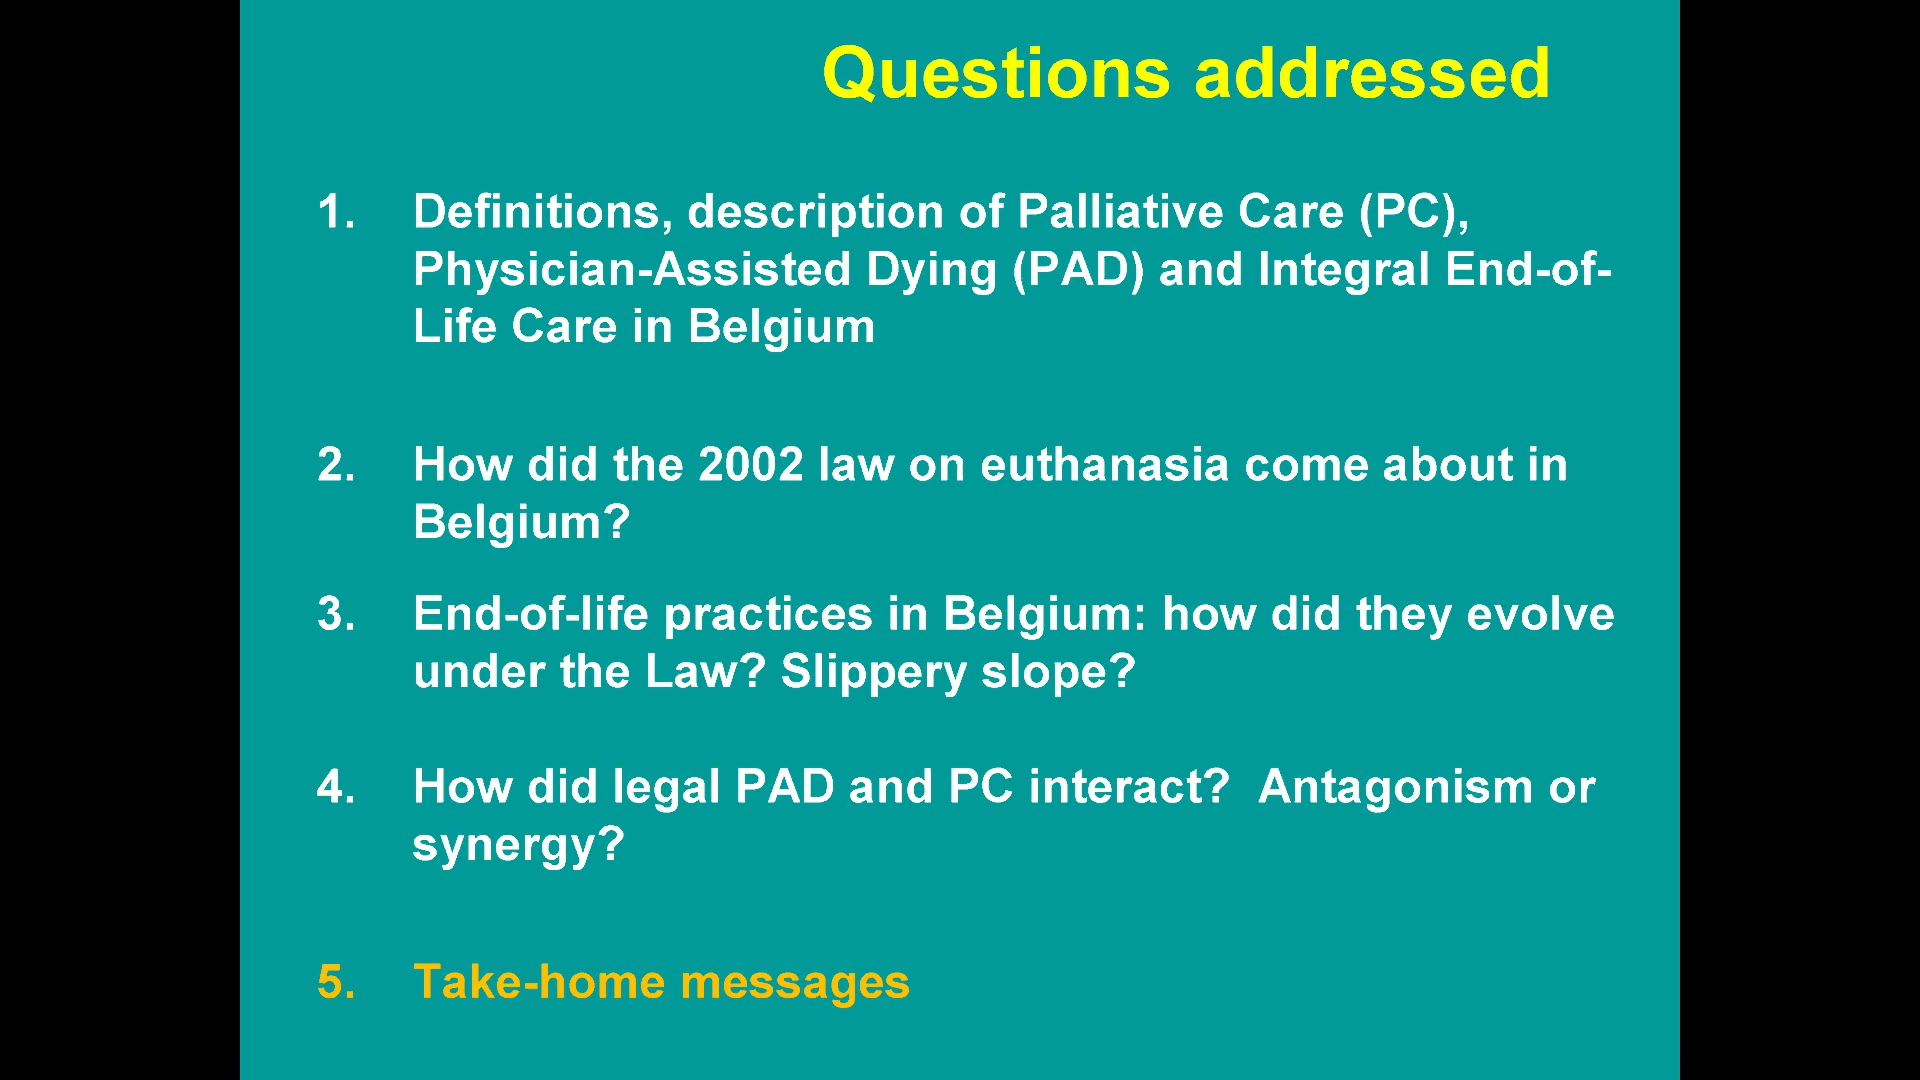 Questions addressed
1. Definitions, description of Palliative Care (PC),
Physician-Assisted Dying (PAD) and Integral End-of-
Life Care in Belgium
2. How did the 2002 law on euthanasia come about in
Belgium?
3. End-of-life practices in Belgium: how did they evolve
under the Law? Slippery slope?
4. How did legal PAD and PC interact?  Antagonism or
synergy?
5. Take-home messages